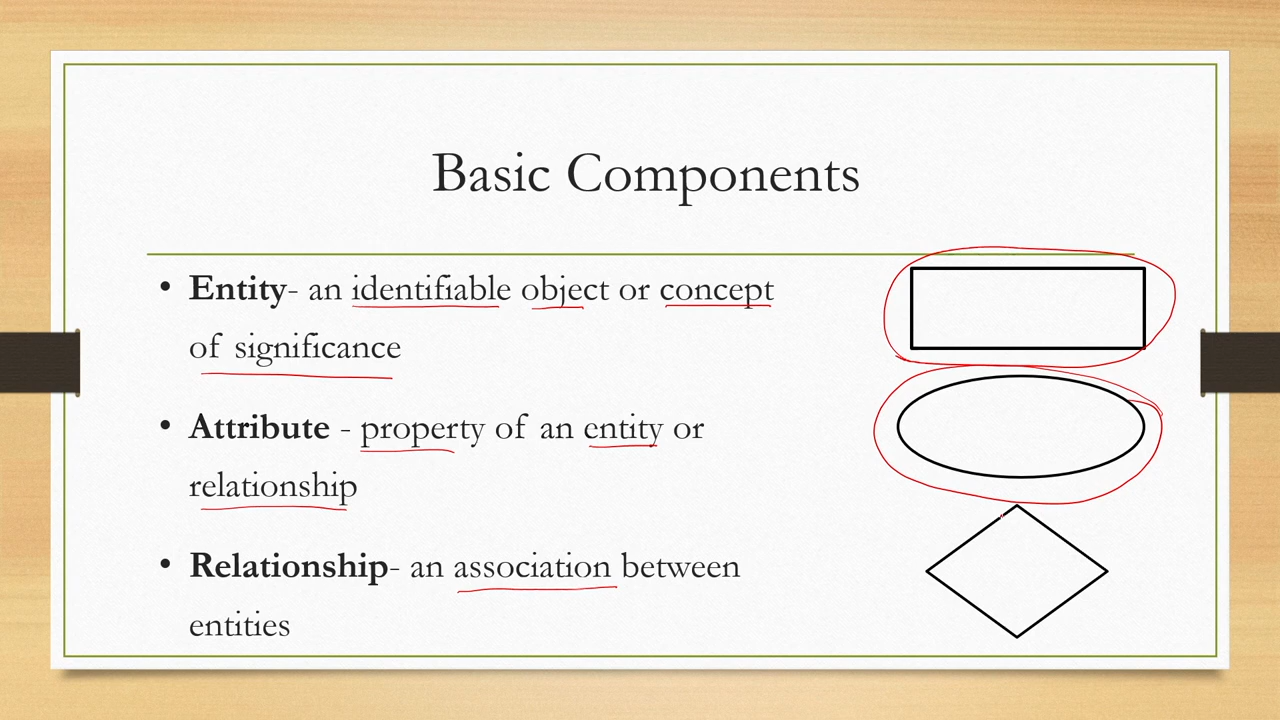 Basic Components
• Entity- an identifiable object or concept
of significance
• Attribute - property of an entity or
relationship
• Relationship- an association between
entities